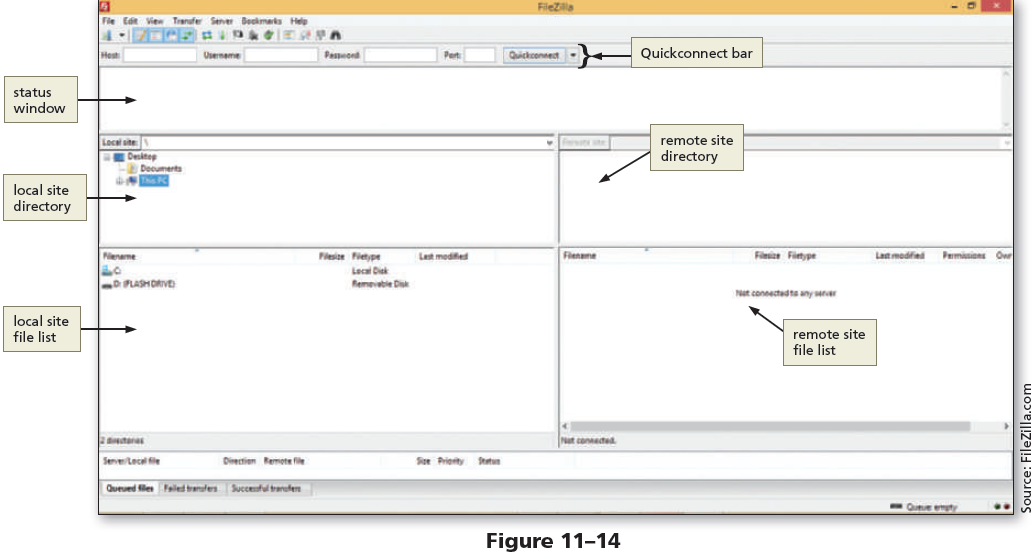 FileZilla
File Edit View Transfer Server Bookmarks Help
Host: Username: Password: Port: Quickconnect
Quickconnect bar
status
window
Local site: \
Remote site:
remote site
directory
Desktop
Documents
This PC
local site
directory
Filename Filesize Filetype Last modified
C: Local Disk
D: (FLASH DRIVE) Removable Disk
Filename Filesize Filetype Last modified Permissions Own
Not connected to any server
local site
file list
remote site
file list
2 directories
Not connected.
Server/Local file Direction Remote file Size Priority Status
Queued files Failed transfers Successful transfers
Queue: empty
Source: FileZilla.com
Figure 11–14